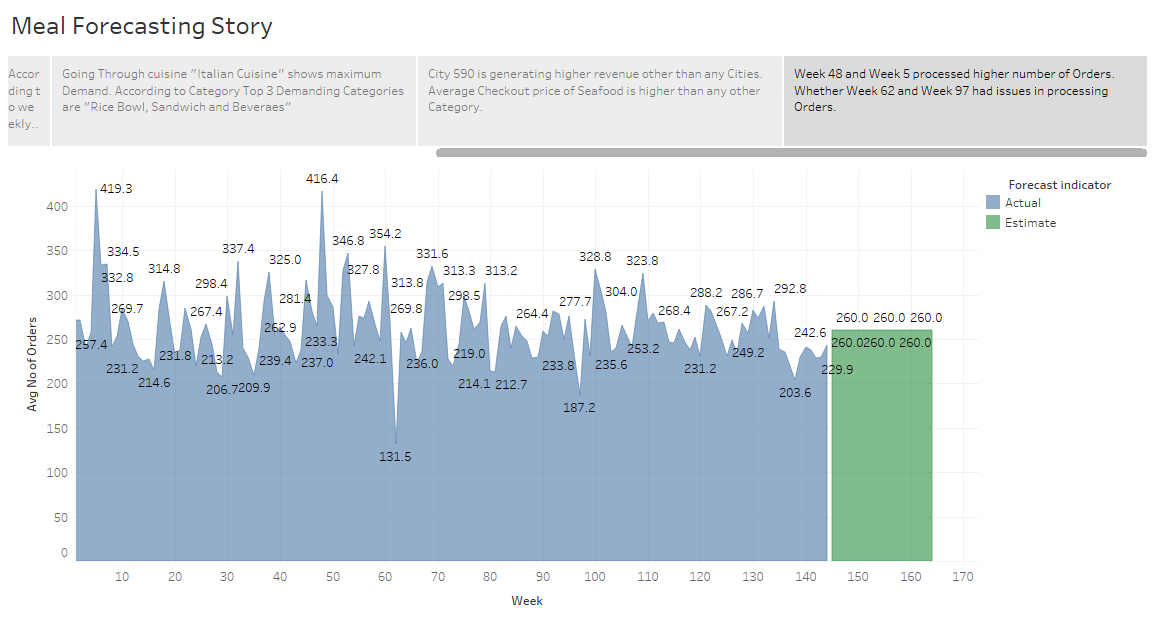 Meal Forecasting Story
Accor
ding t
o we
ekly..
Going Through cuisine "Italian Cuisine" shows maximum
Demand. According to Category Top 3 Demanding Categories
are "Rice Bowl, Sandwich and Beveraes"
City 590 is generating higher revenue other than any Cities.
Average Checkout price of Seafood is higher than any other
Category.
Week 48 and Week 5 processed higher number of Orders.
Whether Week 62 and Week 97 had issues in processing
Orders.
Forecast indicator
Actual
Estimate
Avg No of Orders
400
350
300
250
200
150
100
50
0
419.3
334.5
332.8
269.7
257.4
231.2
214.6
314.8
231.8
298.4
267.4
213.2
206.7
337.4
209.9
239.4
325.0
281.4
262.9
237.0
233.3
416.4
346.8
327.8
242.1
354.2
131.5
313.8
269.8
236.0
331.6
313.3
298.5
219.0
214.1
313.2
212.7
264.4
233.8
277.7
187.2
328.8
304.0
235.6
323.8
253.2
268.4
231.2
288.2
267.2
249.2
286.7
292.8
203.6
242.6
229.9
260.0 260.0 260.0
260.0 260.0 260.0
10 20 30 40 50 60 70 80 90 100 110 120 130 140 150 160 170
Week